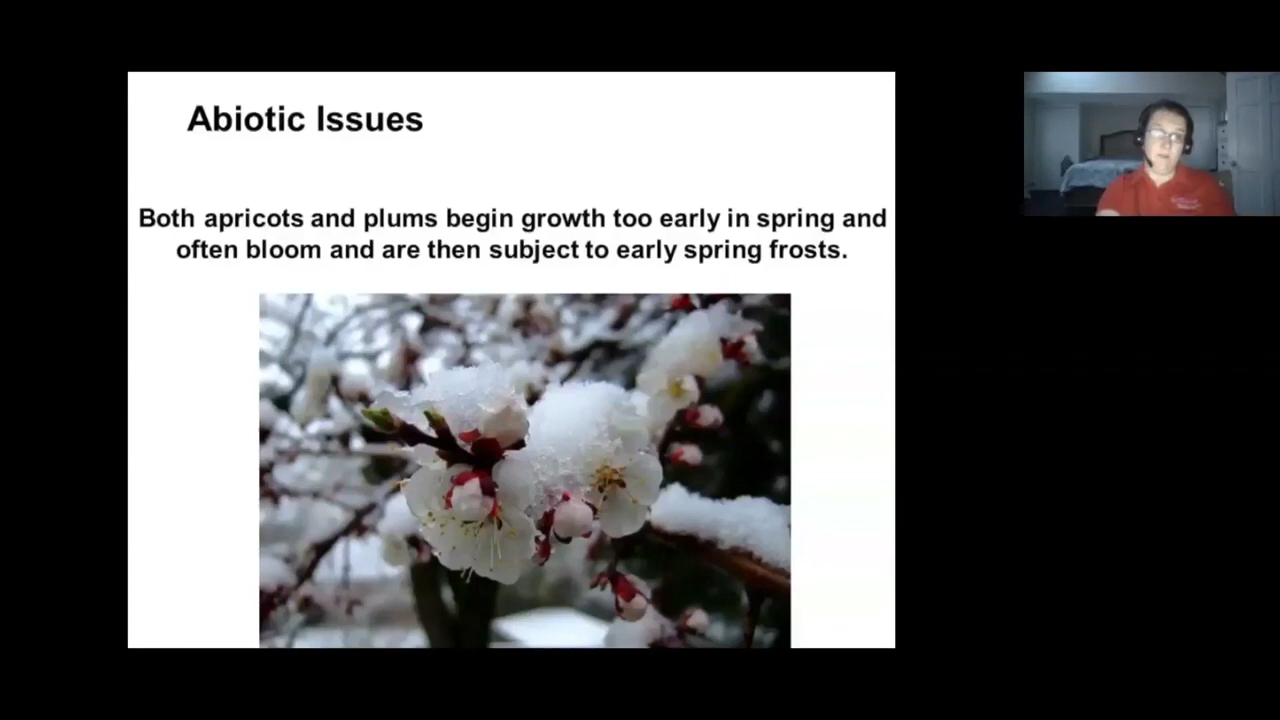 Abiotic Issues
Both apricots and plums begin growth too early in spring and
often bloom and are then subject to early spring frosts.